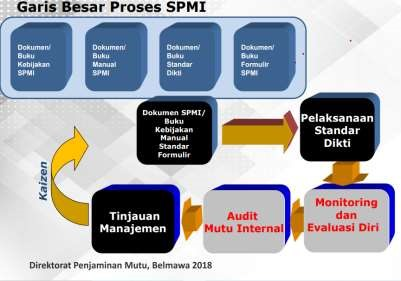 Garis Besar Proses SPMI
Dokumen/
Buku
Kebijakan
SPMI
Dokumen/
Buku
Manual
SPMI
Dokumen/
Buku
Standar
Dikti
Dokumen/
Buku
Formulir
SPMI
Dokumen SPMI/
Buku
Kebijakan
Manual
Standar
Formulir
Pelaksanaan
Standar
Dikti
Kaizen
Tinjauan
Manajemen
Audit
Mutu Internal
Monitoring
dan
Evaluasi Diri
Direktorat Penjaminan Mutu, Belmawa 2018